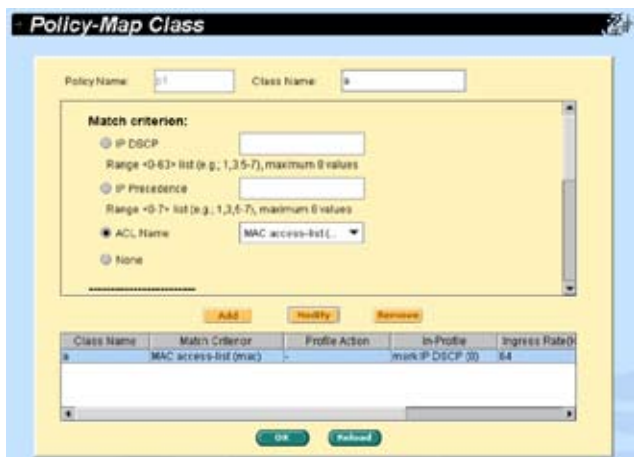 Policy-Map Class
Policy Name: p1 Class Name: a
Match criterion:
IP DSCP
Range <0-63> list (e.g.; 1,3,5-7), maximum 8 values
IP Precedence
Range <0-7> list (e.g.; 1,3,5-7), maximum 8 values
ACL Name MAC access-list (..
None
-------------------------
Add Modify Remove
Class Name Match Criterion Profile Action In-Profile Ingress Rate(K
a MAC access-list (mac) - mark IP DSCP (0) 64
OK Reload